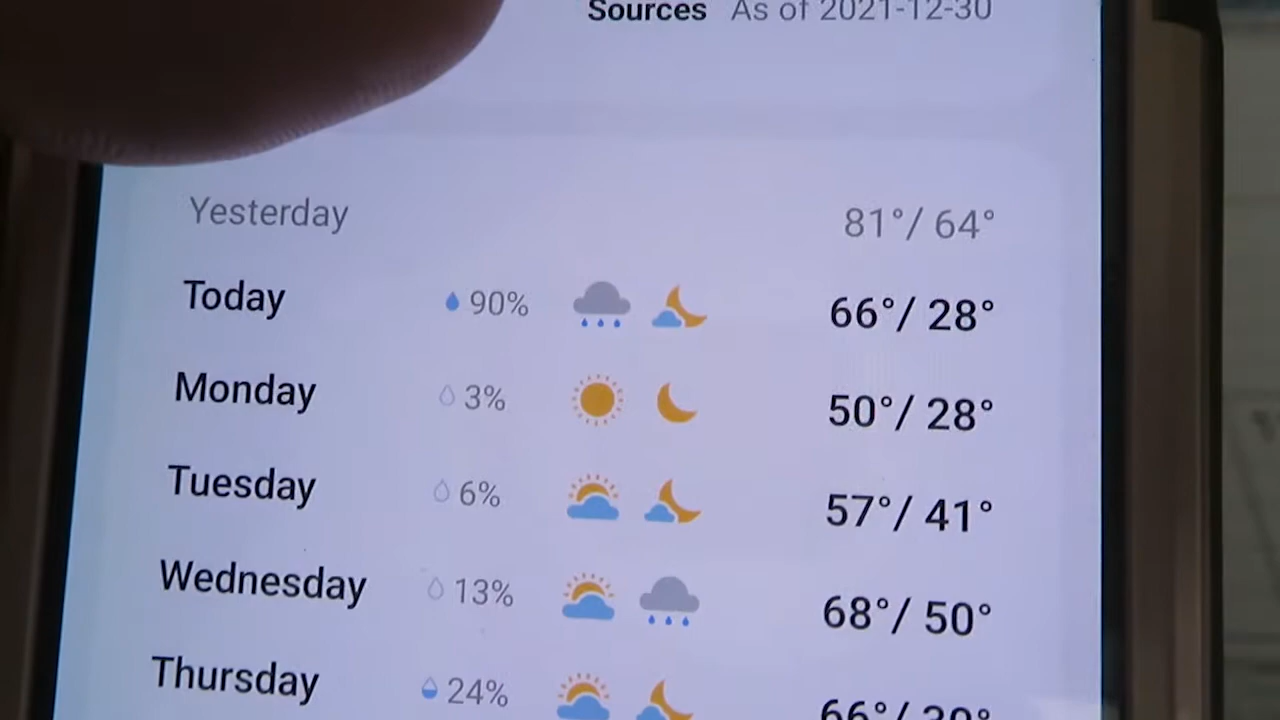 Sources As of 2021-12-30
Yesterday 81°/ 64°
Today 90% 66°/ 28°
Monday 3% 50°/ 28°
Tuesday 6% 57°/ 41°
Wednesday 13% 68°/ 50°
Thursday 24% 66°/